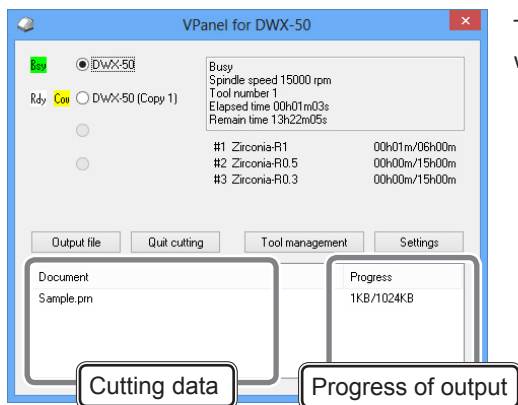 VPanel for DWX-50
Bsy DWX-50
Rdy Cov DWX-50 (Copy 1)
Busy
Spindle speed 15000 rpm
Tool number 1
Elapsed time 00h01m03s
Remain time 13h22m05s
#1 Zirconia-R1 00h01m/06h00m
#2 Zirconia-R0.5 00h00m/15h00m
#3 Zirconia-R0.3 00h00m/15h00m
Output file Quit cutting Tool management Settings
Document Progress
Sample.prn 1KB/1024KB
Cutting data Progress of output